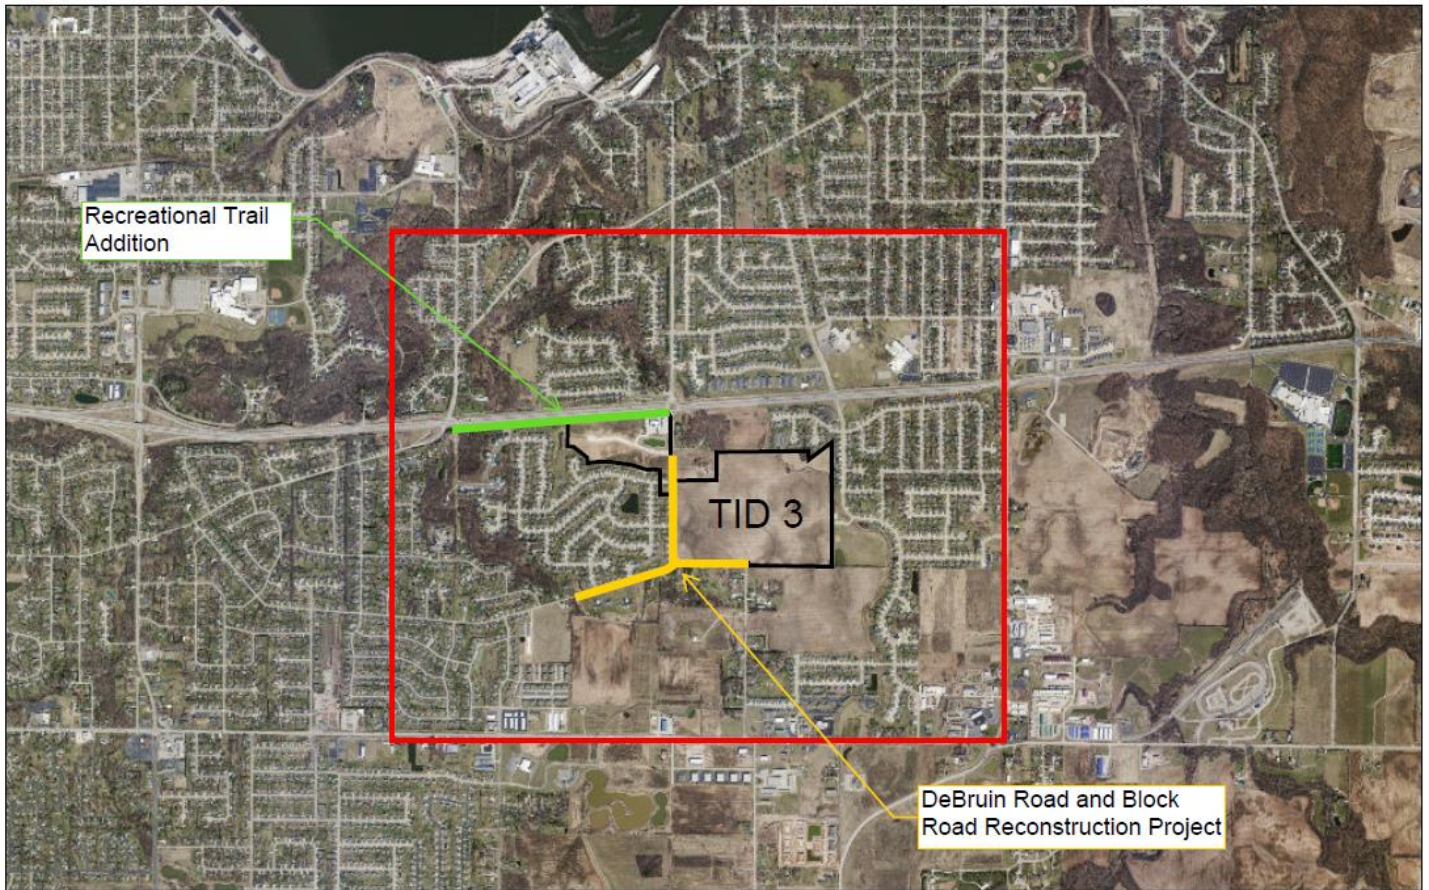 Recreational Trail
Addition
TID 3
DeBruin Road and Block
Road Reconstruction Project